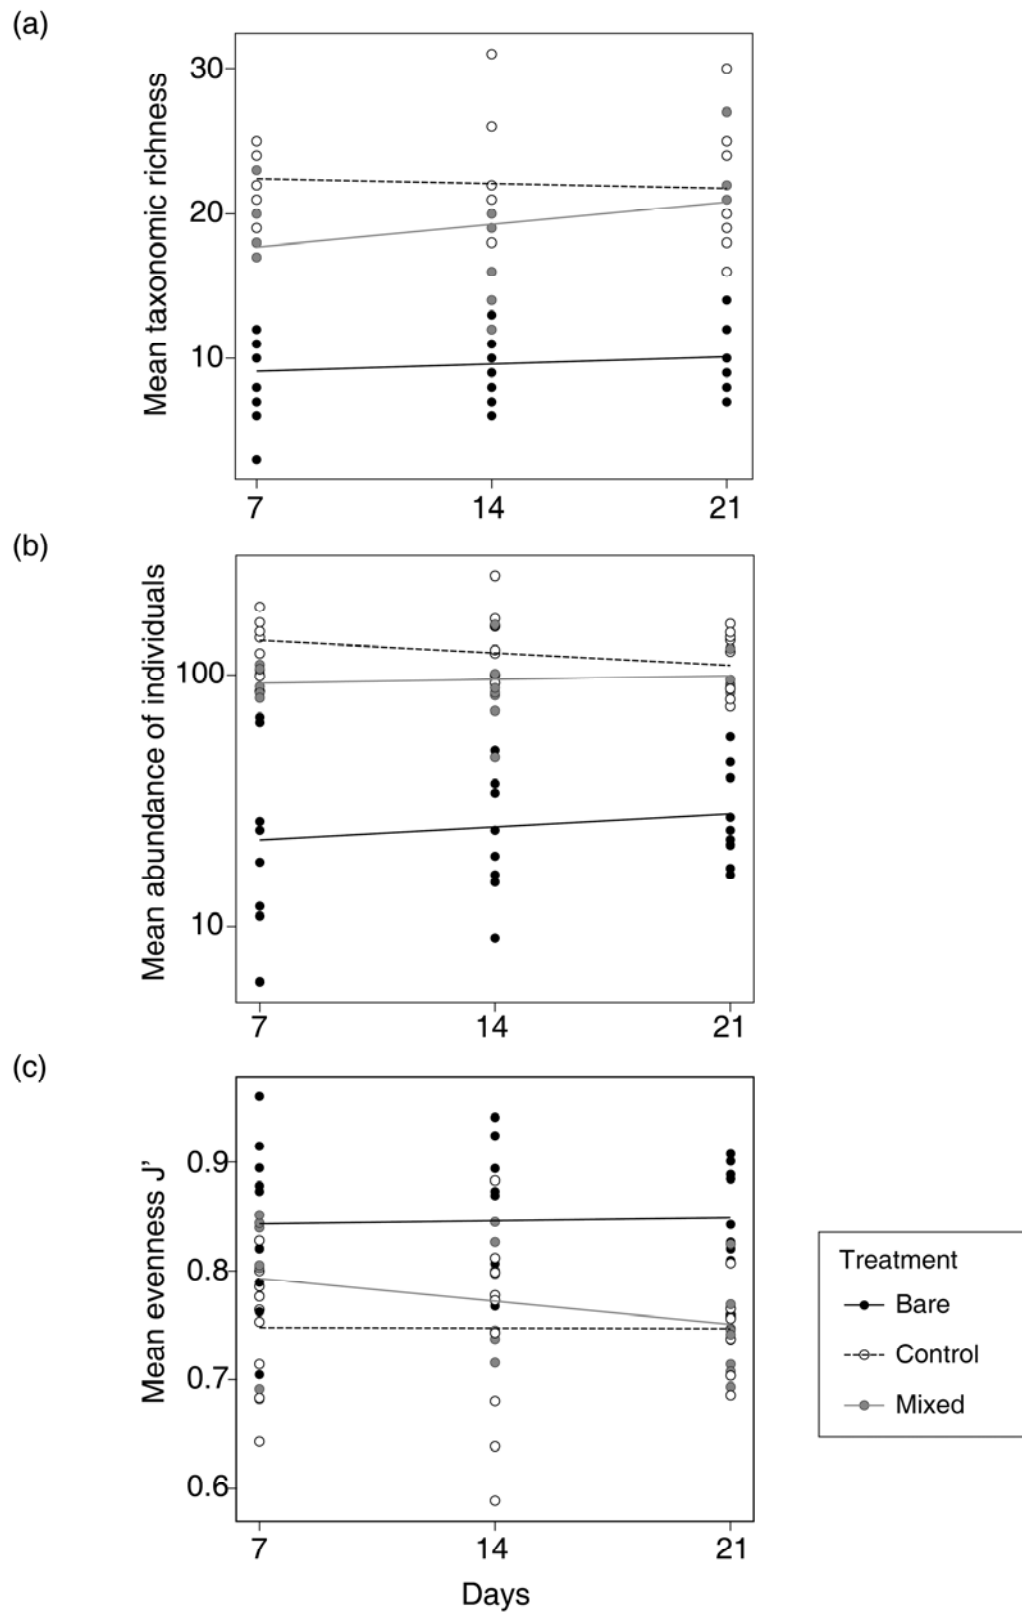 (a)
Mean taxonomic richness
30
20
10
7 14 21
(b)
Mean abundance of individuals
100
10
7 14 21
(c)
Mean evenness J’
0.9
0.8
0.7
0.6
7 14 21
Days
Treatment
Bare
Control
Mixed